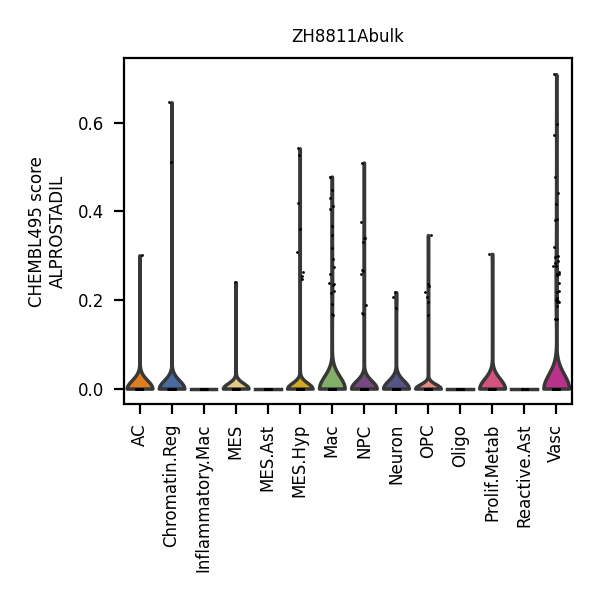 ZH8811Abulk
CHEMBL495 score
ALPROSTADIL
0.6
0.4
0.2
0.0
AC
Chromatin.Reg
Inflammatory.Mac
MES
MES.Ast
MES.Hyp
Mac
NPC
Neuron
OPC
Oligo
Prolif.Metab
Reactive.Ast
Vasc